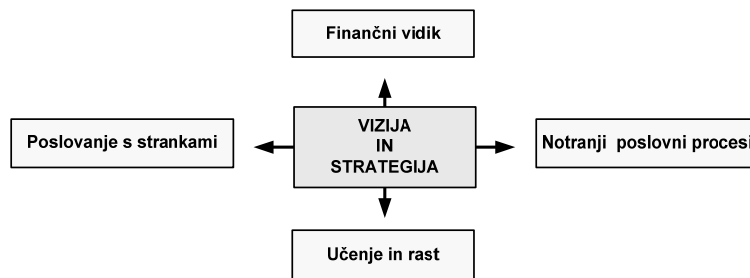 Finančni vidik
Poslovanje s strankami
VIZIJA
IN
STRATEGIJA
Notranji poslovni procesi
Učenje in rast